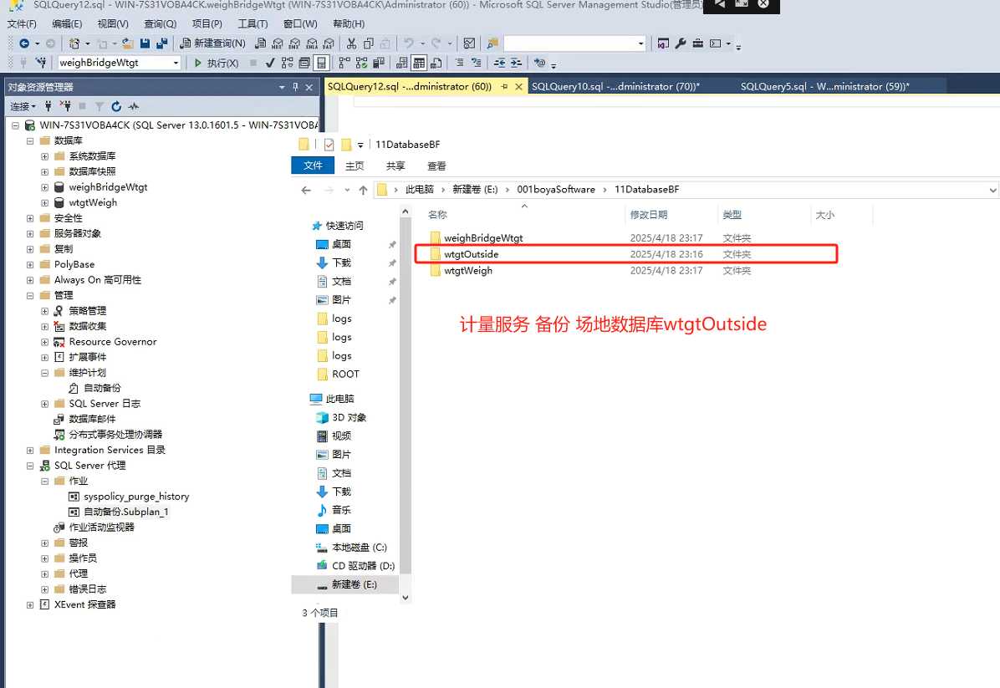 SQLQuery12.sql - WIN-7S31VOBA4CK.weighBridgeWtgt (WIN-7S31VOBA4CK\Administrator (60)) - Microsoft SQL Server Management Studio(管理员)
文件(F) 编辑(E) 视图(V) 查询(Q) 项目(P) 工具(T) 窗口(W) 帮助(H)
新建查询(N)
weighBridgeWtgt 执行(X)
对象资源管理器
SQLQuery12.sql -...dministrator (60)) SQLQuery10.sql -...dministrator (70))* SQLQuery5.sql - W...ministrator (59))*
连接
WIN-7S31VOBA4CK (SQL Server 13.0.1601.5 - WIN-7S31VOBA
数据库
系统数据库
数据库快照
weighBridgeWtgt
wtgtWeigh
安全性
服务器对象
复制
PolyBase
Always On 高可用性
管理
策略管理
数据收集
Resource Governor
扩展事件
维护计划
自动备份
SQL Server 日志
数据库邮件
分布式事务处理协调器
Integration Services 目录
SQL Server 代理
作业
syspolicy_purge_history
自动备份.Subplan_1
作业活动监视器
警报
操作员
代理
错误日志
XEvent 探查器
11DatabaseBF
文件 主页 共享 查看
此电脑 新建卷 (E:) 001boyaSoftware 11DatabaseBF
名称 修改日期 类型 大小
weighBridgeWtgt 2025/4/18 23:17 文件夹
wtgtOutside 2025/4/18 23:16 文件夹
wtgtWeigh 2025/4/18 23:17 文件夹
计量服务 备份 场地数据库wtgtOutside
快速访问
桌面
下载
文档
图片
logs
logs
logs
ROOT
此电脑
3D 对象
视频
图片
文档
下载
音乐
桌面
本地磁盘 (C:)
CD 驱动器 (D:)
新建卷 (E:)
3 个项目